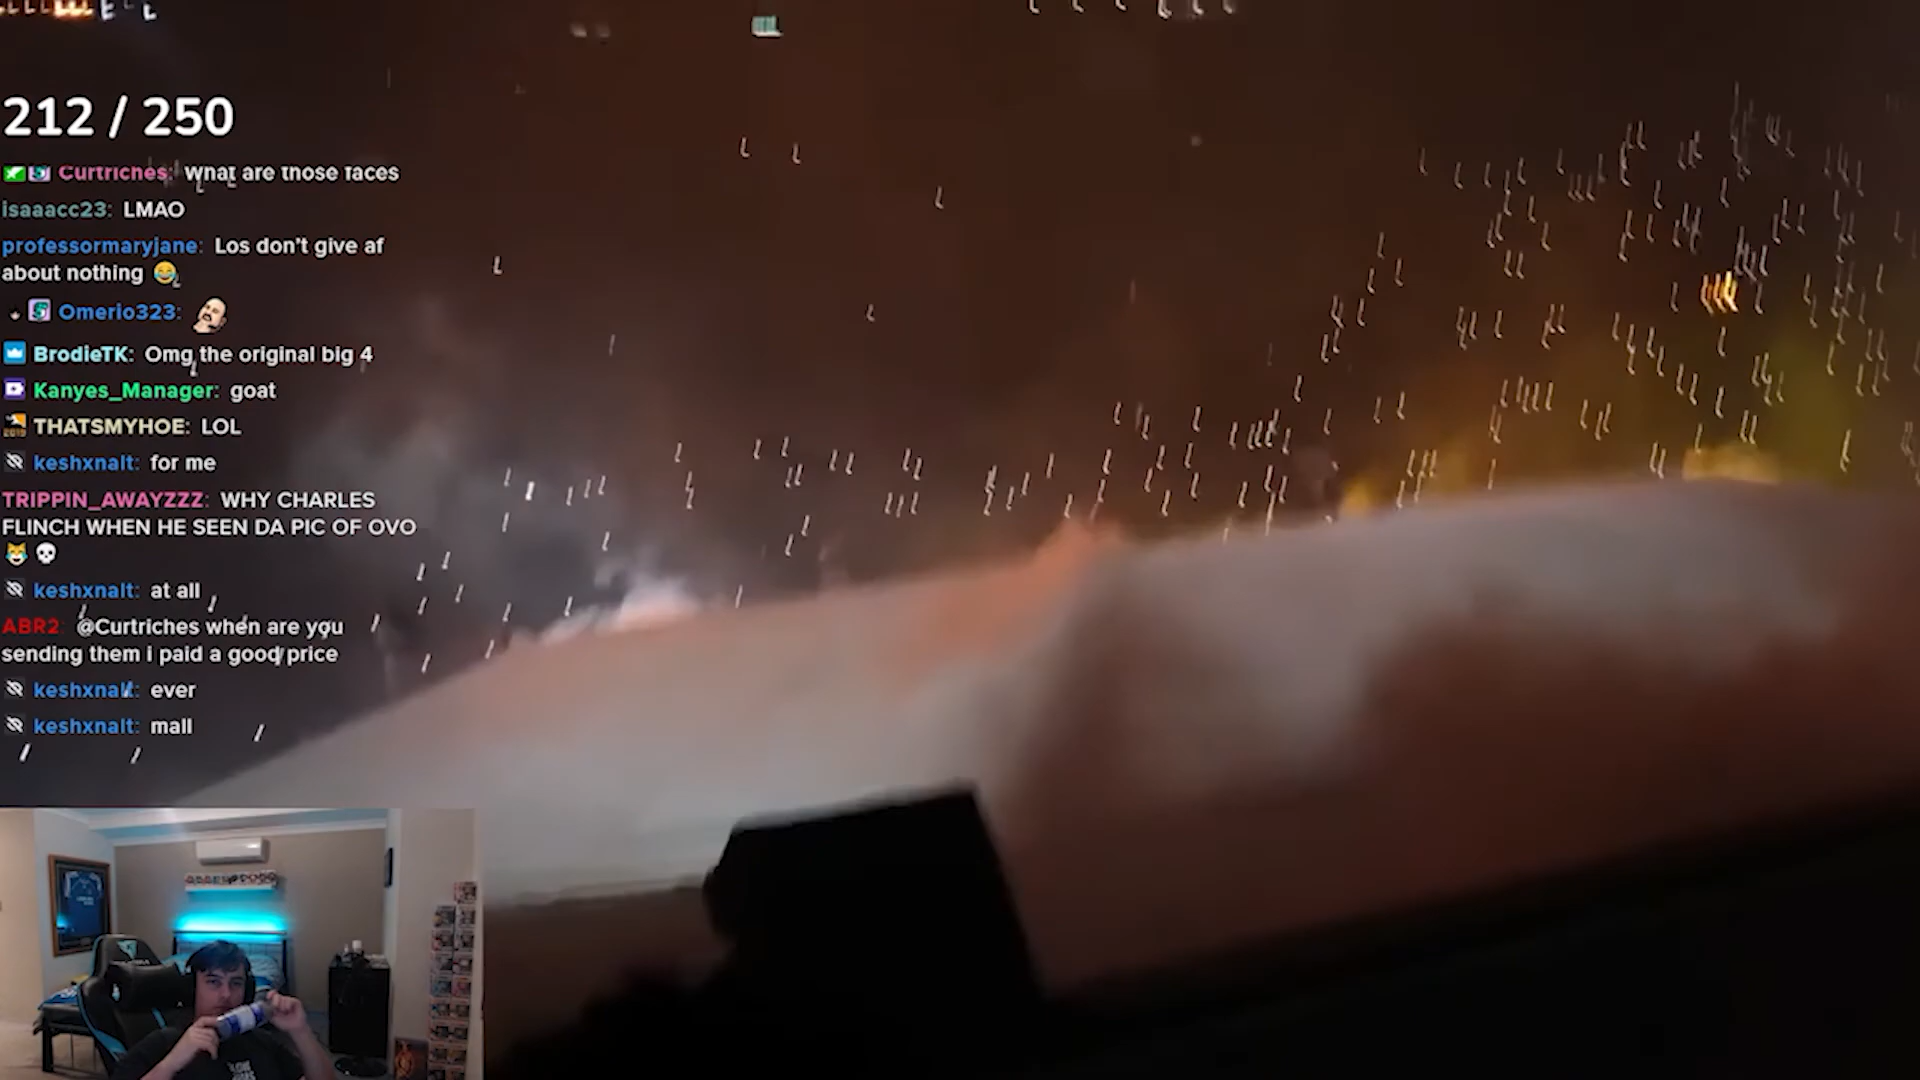 212 / 250
Curtriches: What are those faces
isaaacc23: LMAO
professormaryjane: Los don't give af
about nothing 😂
Omerio323:
BrodieTK: Omg the original big 4
Kanyes_Manager: goat
THATSMYHOE: LOL
keshxnalt: for me
TRIPPIN_AWAYZZZ: WHY CHARLES
FLINCH WHEN HE SEEN DA PIC OF OVO
😹💀
keshxnalt: at all
ABR2: @Curtriches when are you
sending them i paid a good price
keshxnalt: ever
keshxnalt: mall